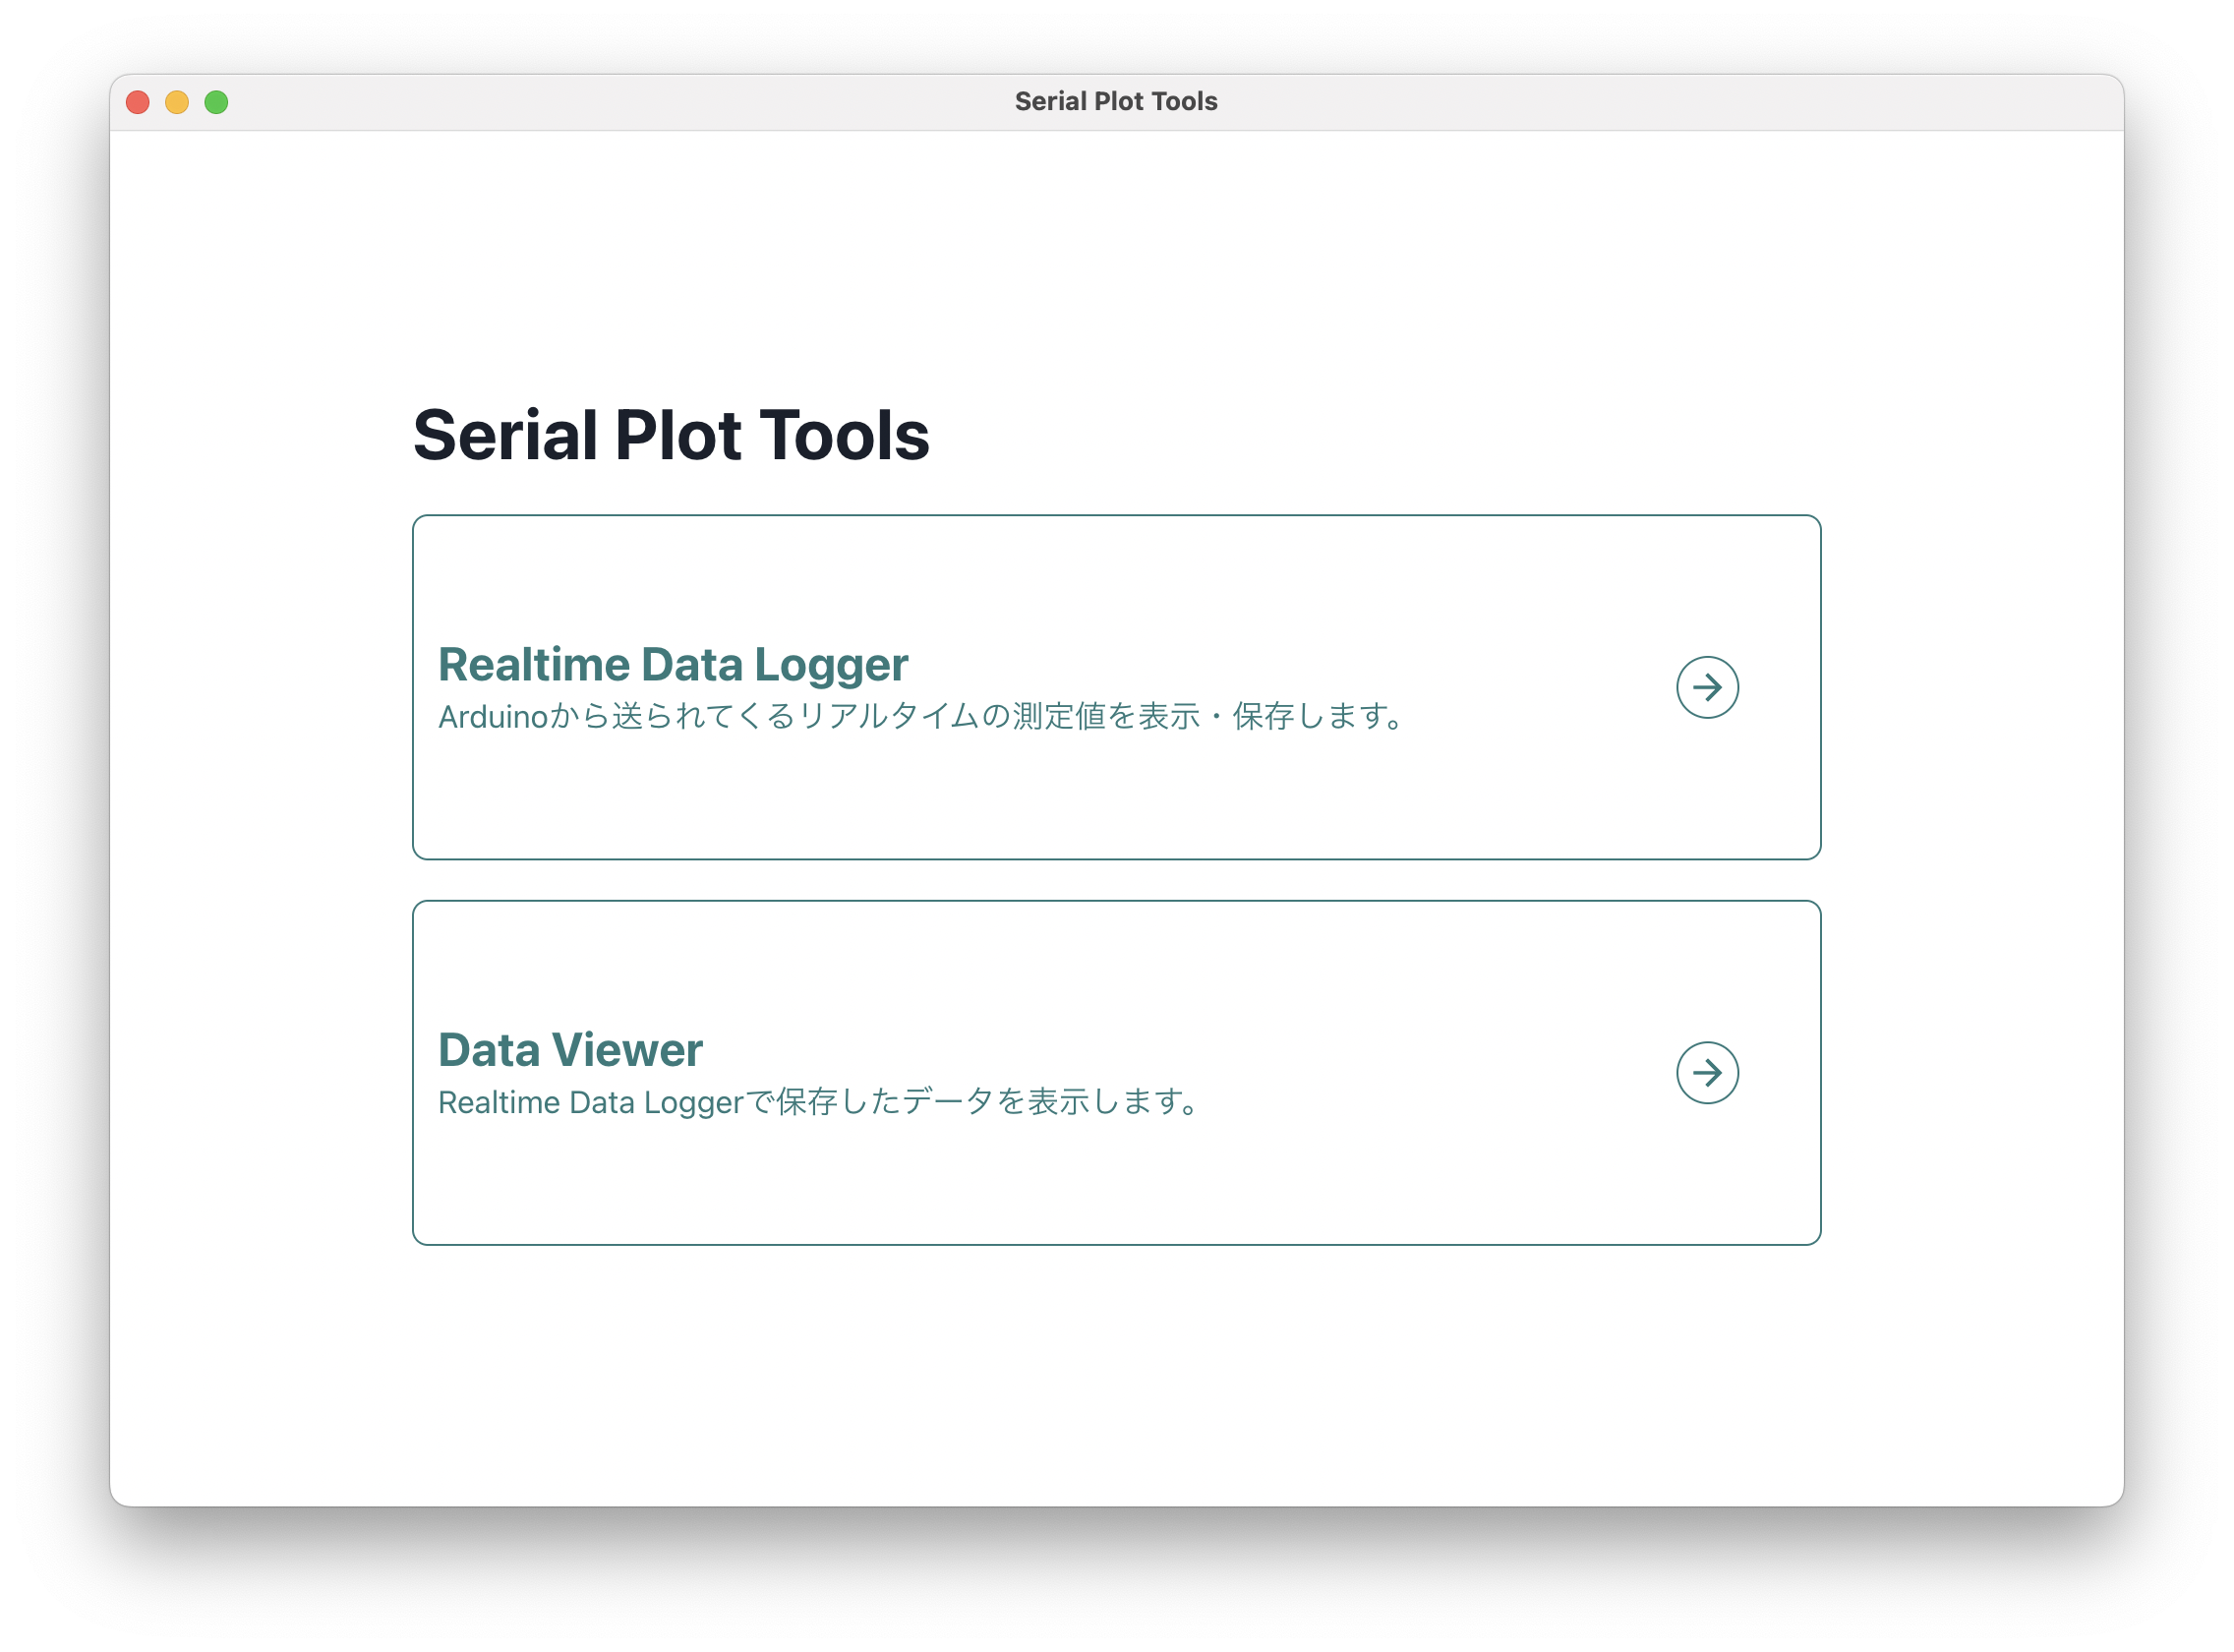 Serial Plot Tools
Serial Plot Tools
Realtime Data Logger
Arduinoから送られてくるリアルタイムの測定値を表示・保存します。
Data Viewer
Realtime Data Loggerで保存したデータを表示します。